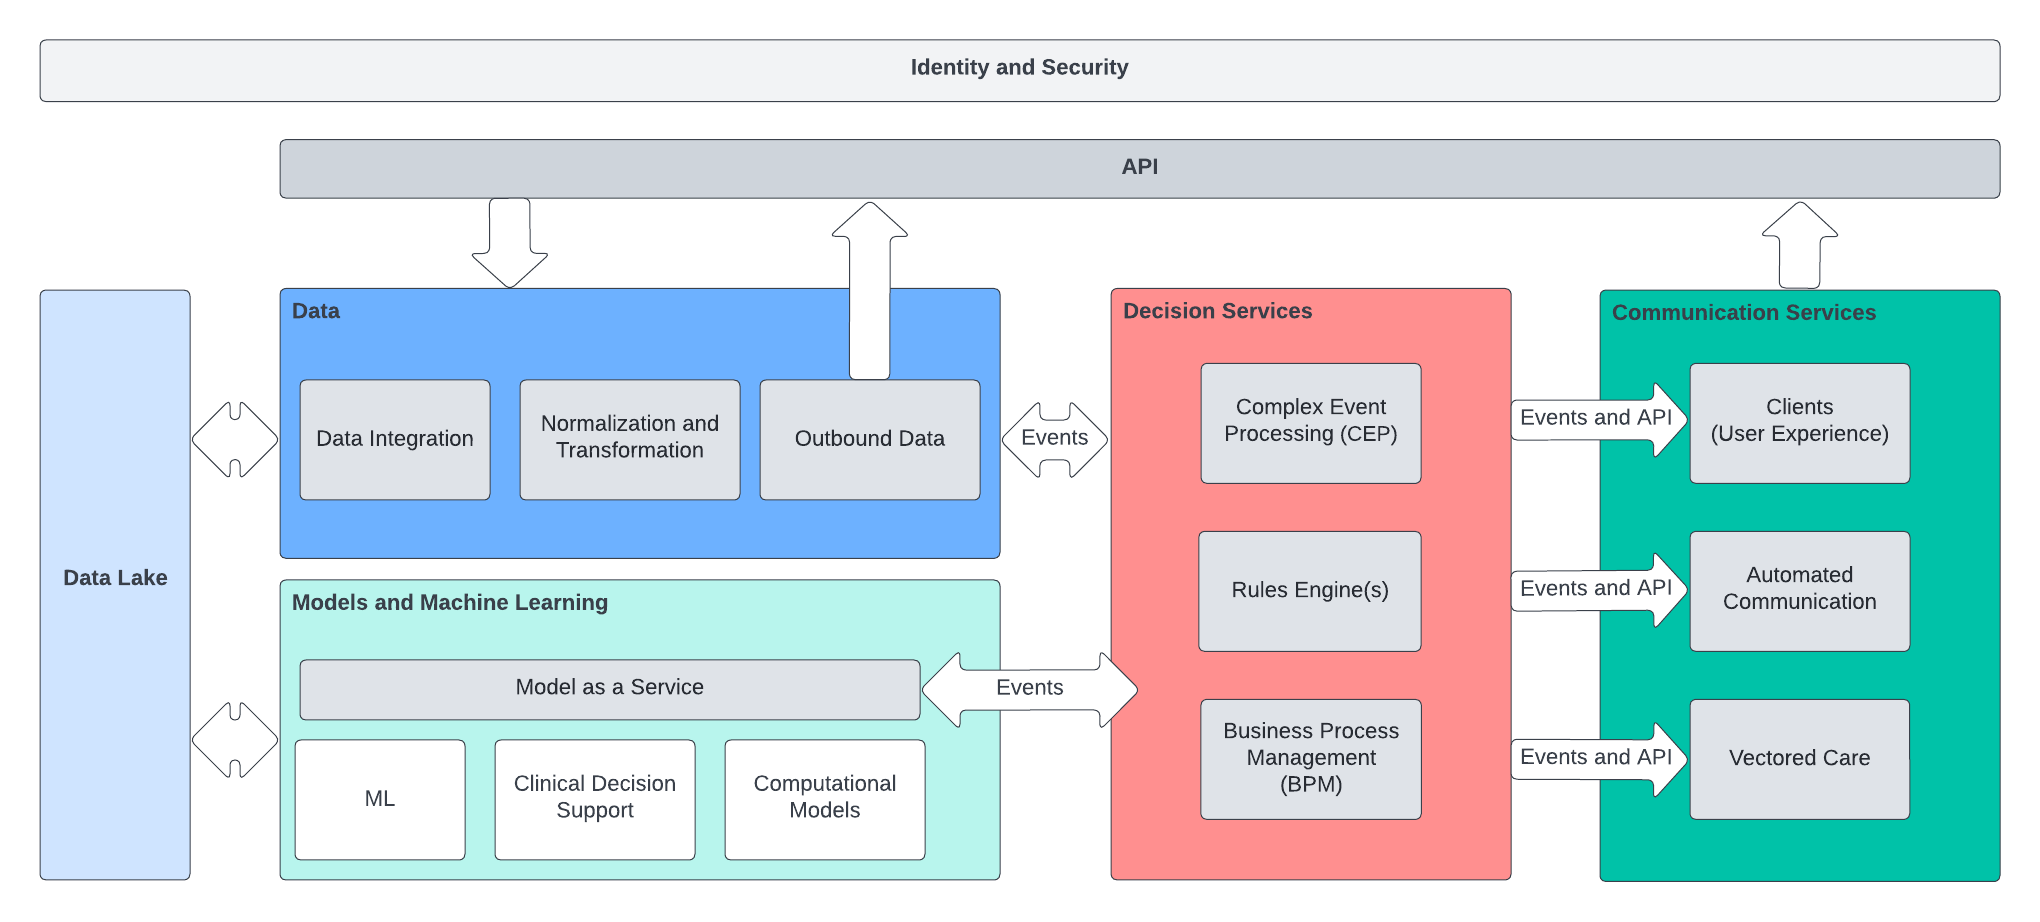 Identity and Security
API
Data
Data Integration
Normalization and
Transformation
Outbound Data
Events
Data Lake
Models and Machine Learning
Model as a Service
Events
ML
Clinical Decision
Support
Computational
Models
Decision Services
Complex Event
Processing (CEP)
Rules Engine(s)
Business Process
Management
(BPM)
Events and API
Events and API
Events and API
Communication Services
Clients
(User Experience)
Automated
Communication
Vectored Care